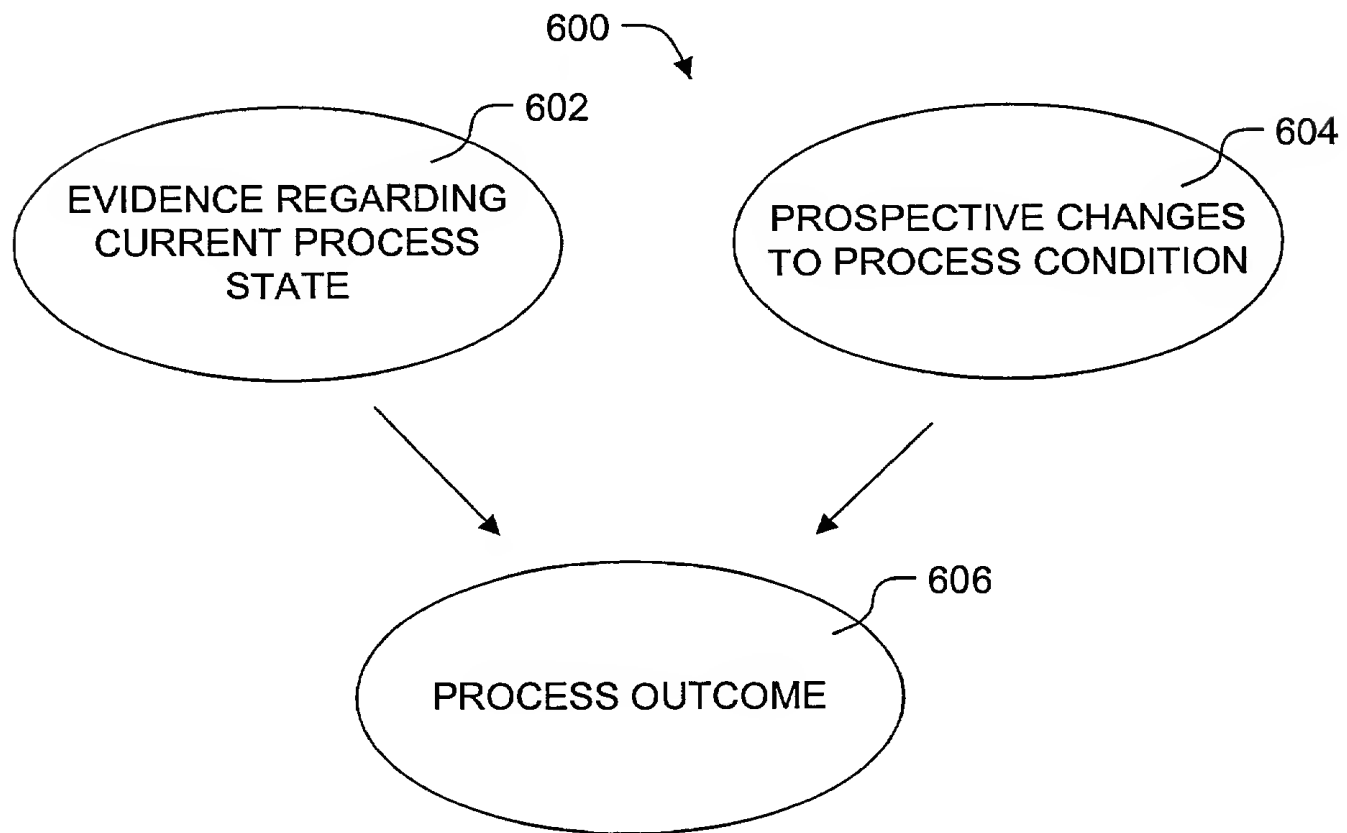 600
602
604
EVIDENCE REGARDING
CURRENT PROCESS
STATE
PROSPECTIVE CHANGES
TO PROCESS CONDITION
606
PROCESS OUTCOME